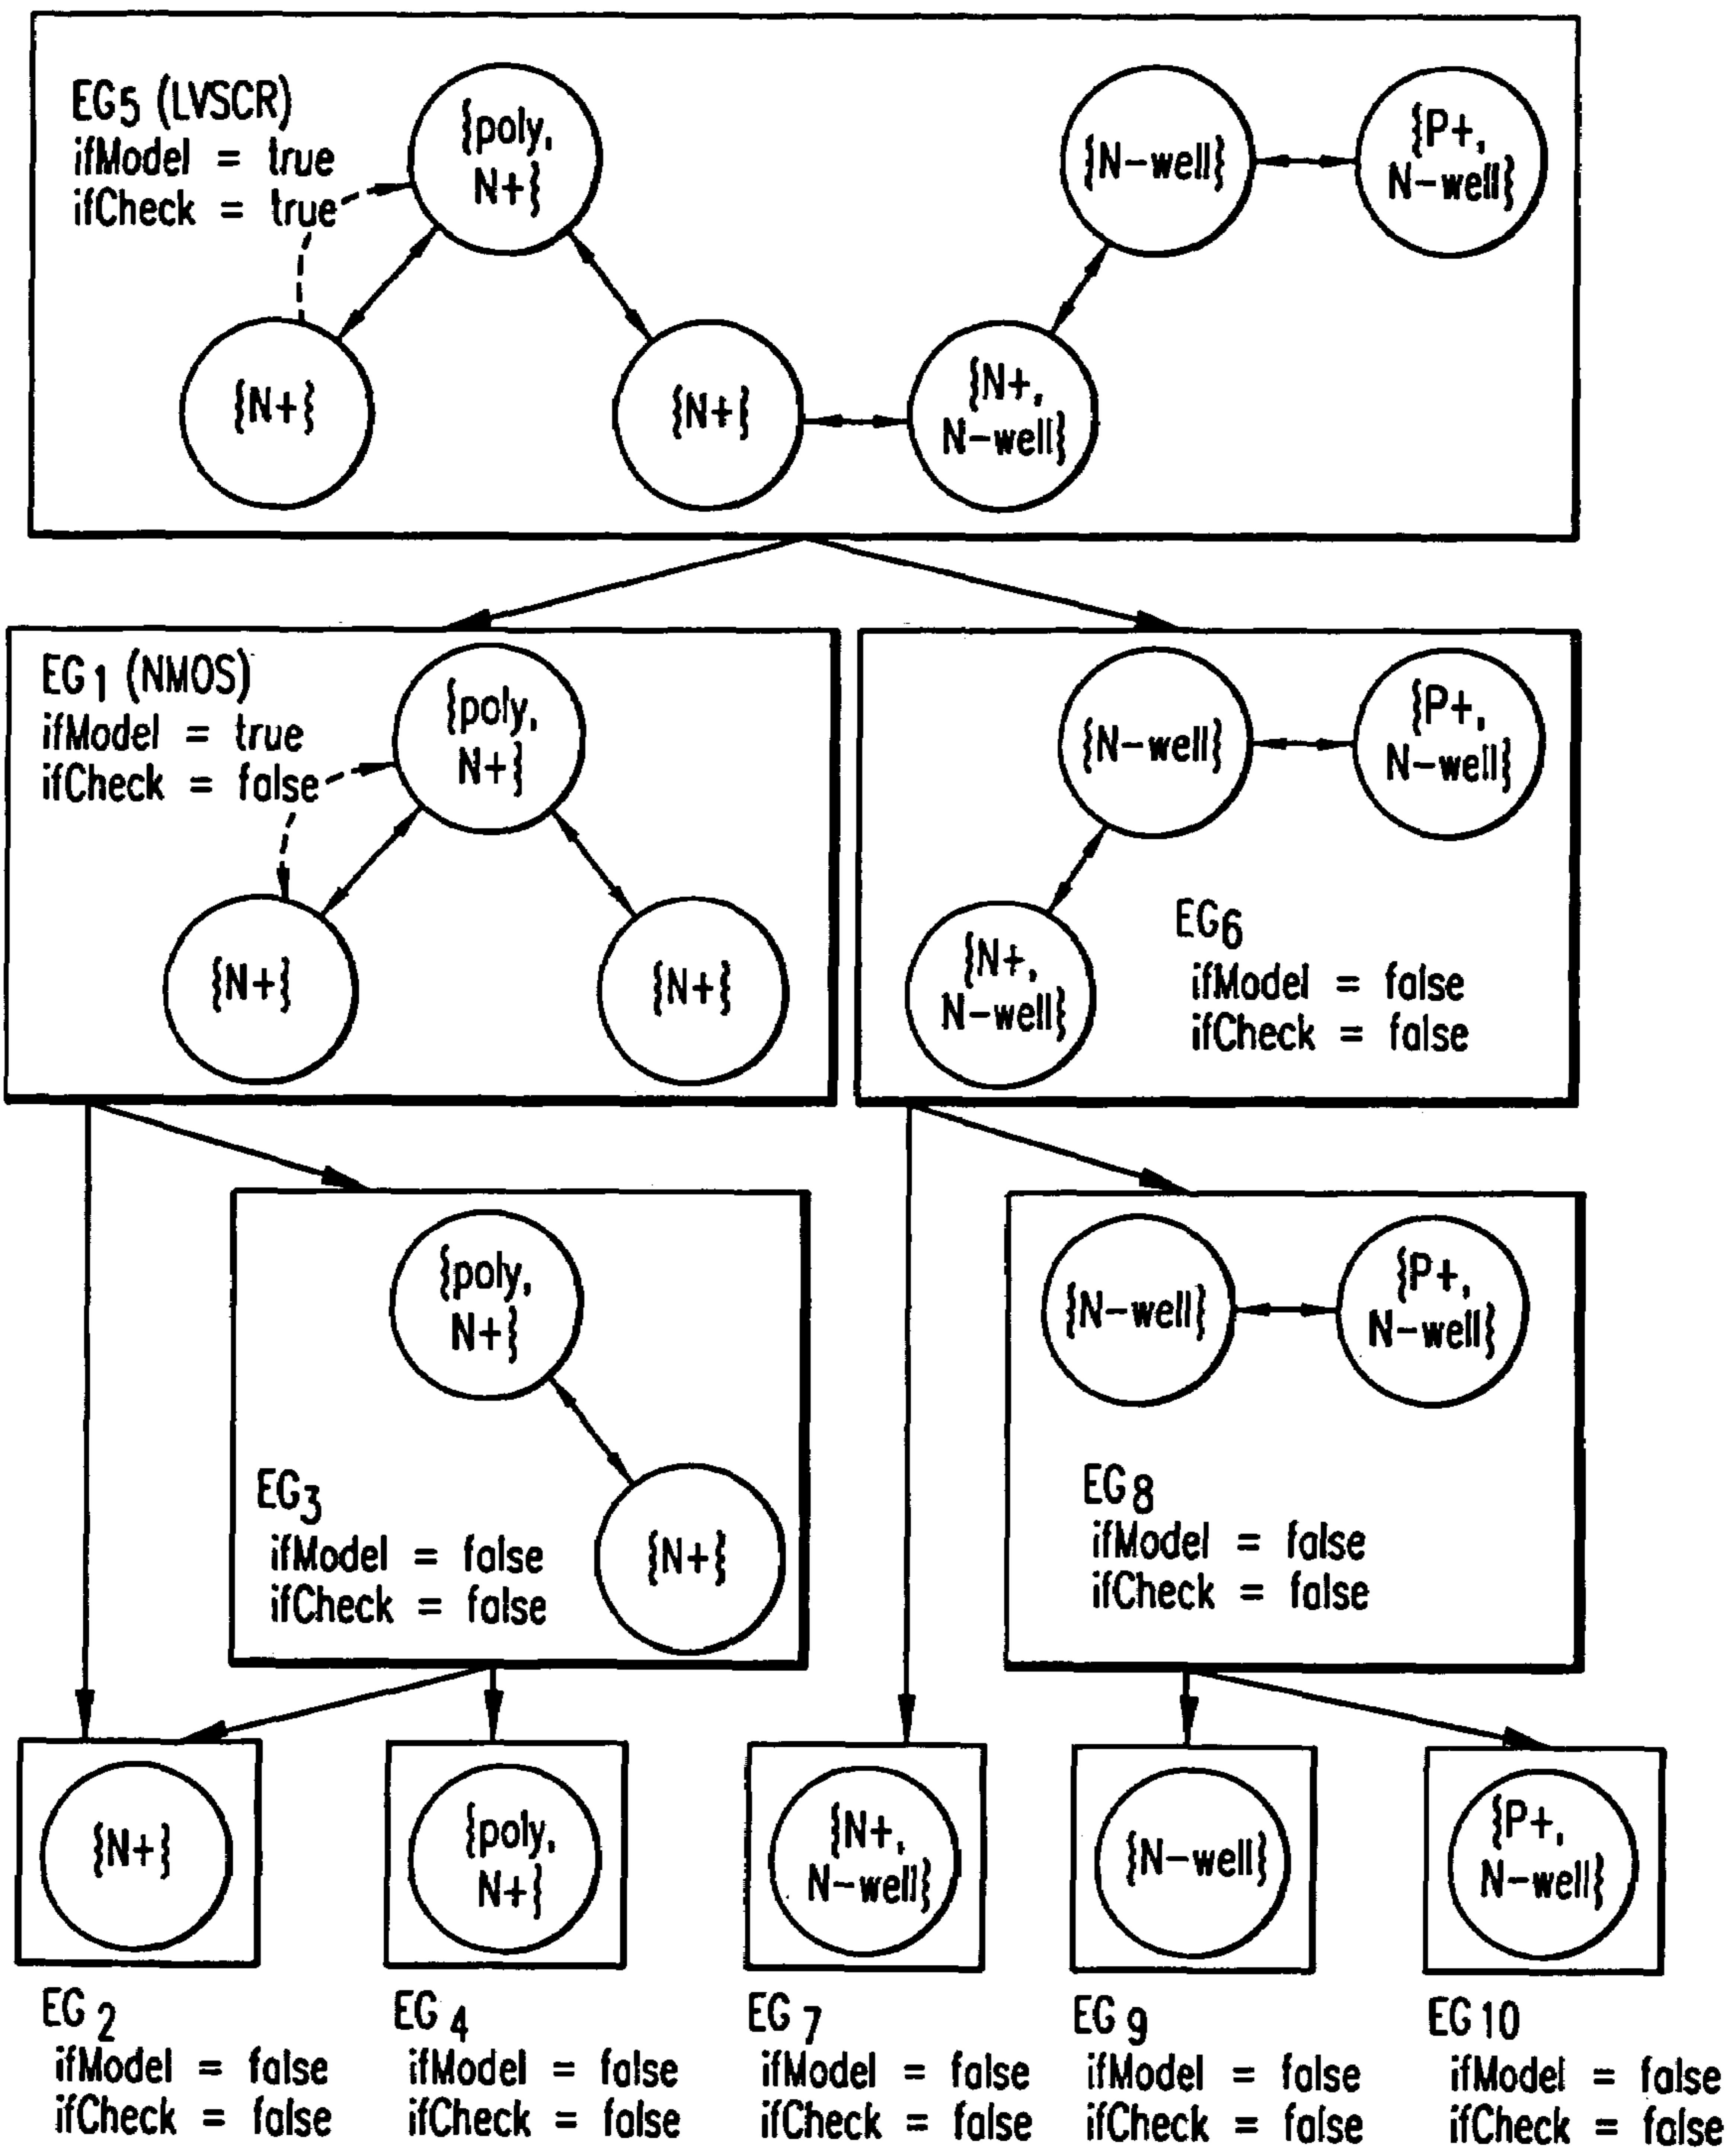 EG5 (LVSCR)
ifModel = true
ifCheck = true
{poly,
N+}
{N-well}
{P+,
N-well}
{N+}
{N+}
{N+,
N-well}
EG1 (NMOS)
ifModel = true
ifCheck = false
{poly,
N+}
{N+}
{N+}
{N-well}
{P+,
N-well}
{N+,
N-well}
EG6
ifModel = false
ifCheck = false
{poly,
N+}
{N+}
EG3
ifModel = false
ifCheck = false
{N-well}
{P+,
N-well}
EG8
ifModel = false
ifCheck = false
{N+}
{poly,
N+}
{N+,
N-well}
{N-well}
{P+,
N-well}
EG2
ifModel = false
ifCheck = false
EG4
ifModel = false
ifCheck = false
EG7
ifModel = false
ifCheck = false
EG9
ifModel = false
ifCheck = false
EG10
ifModel = false
ifCheck = false